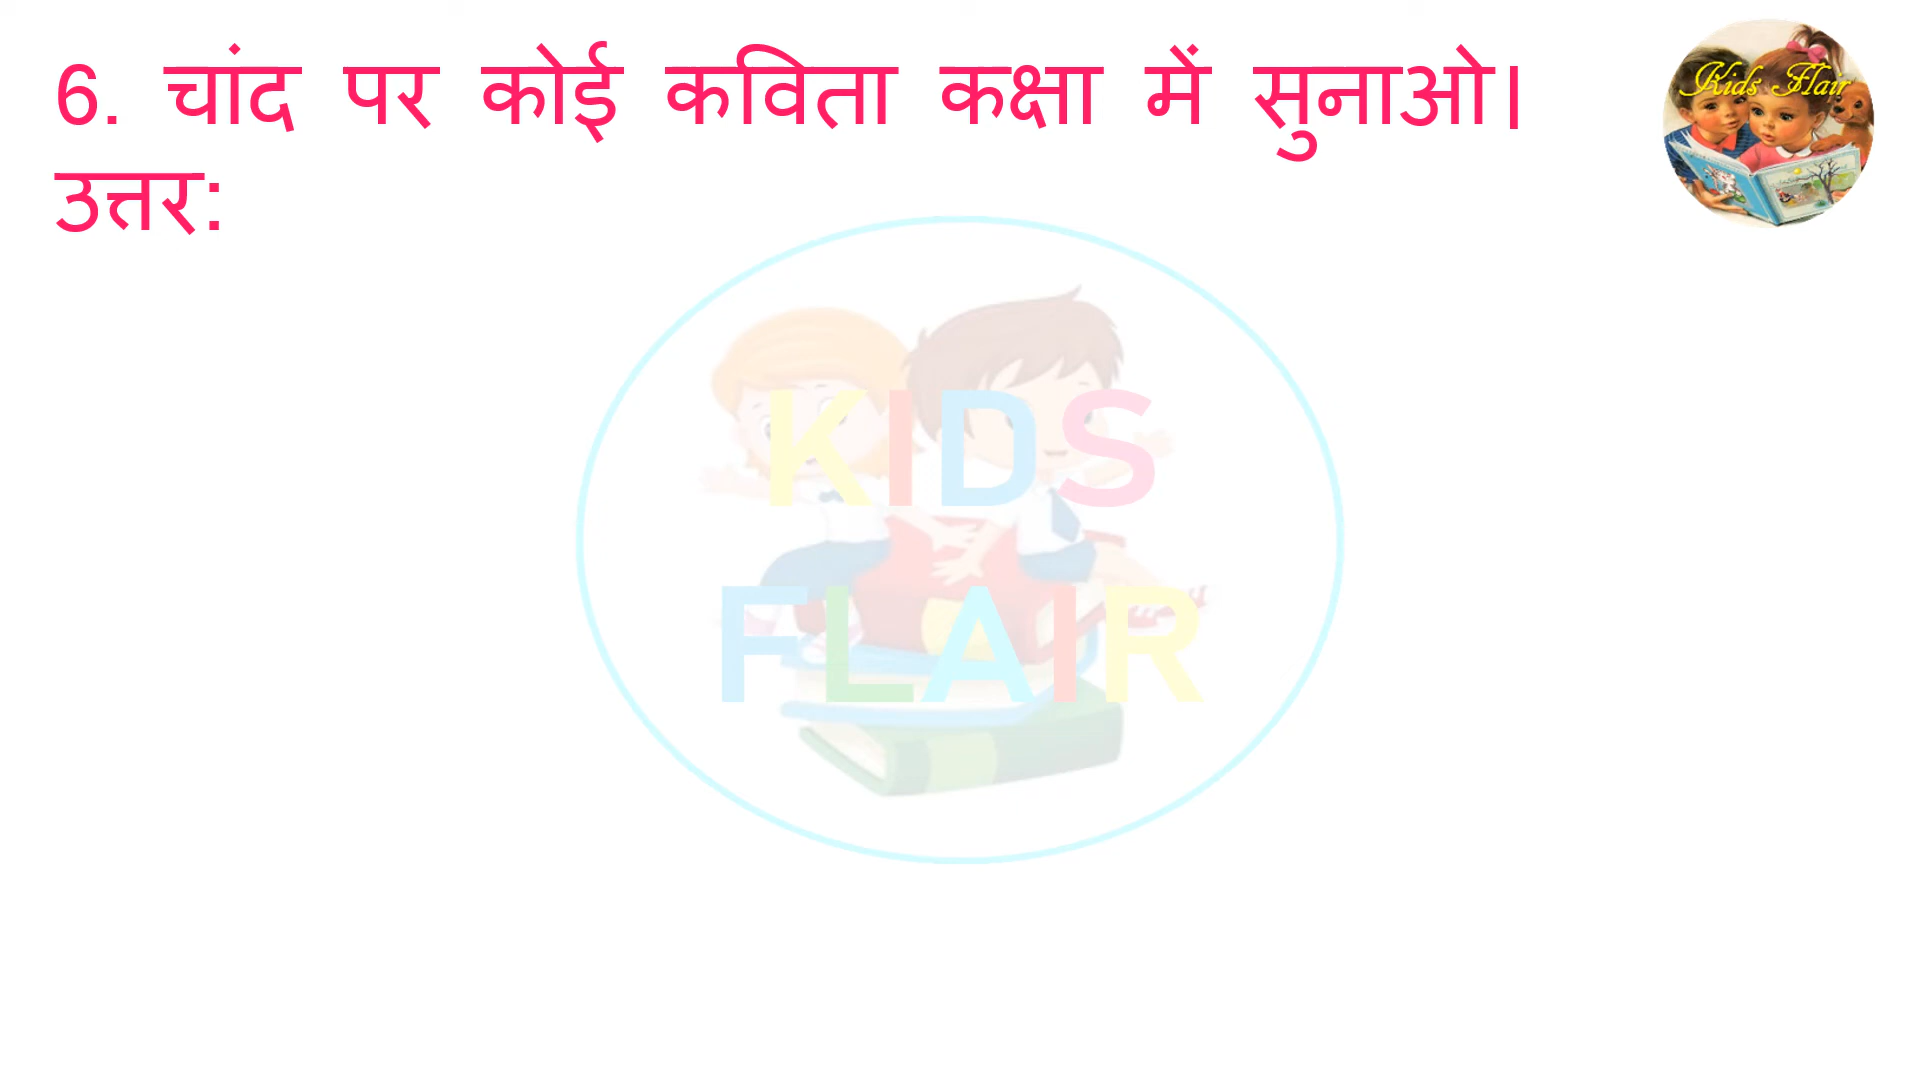 6. चांद पर कोई कविता कक्षा में सुनाओ।
उत्तर:
Kids Flair
KIDS
FLAIR